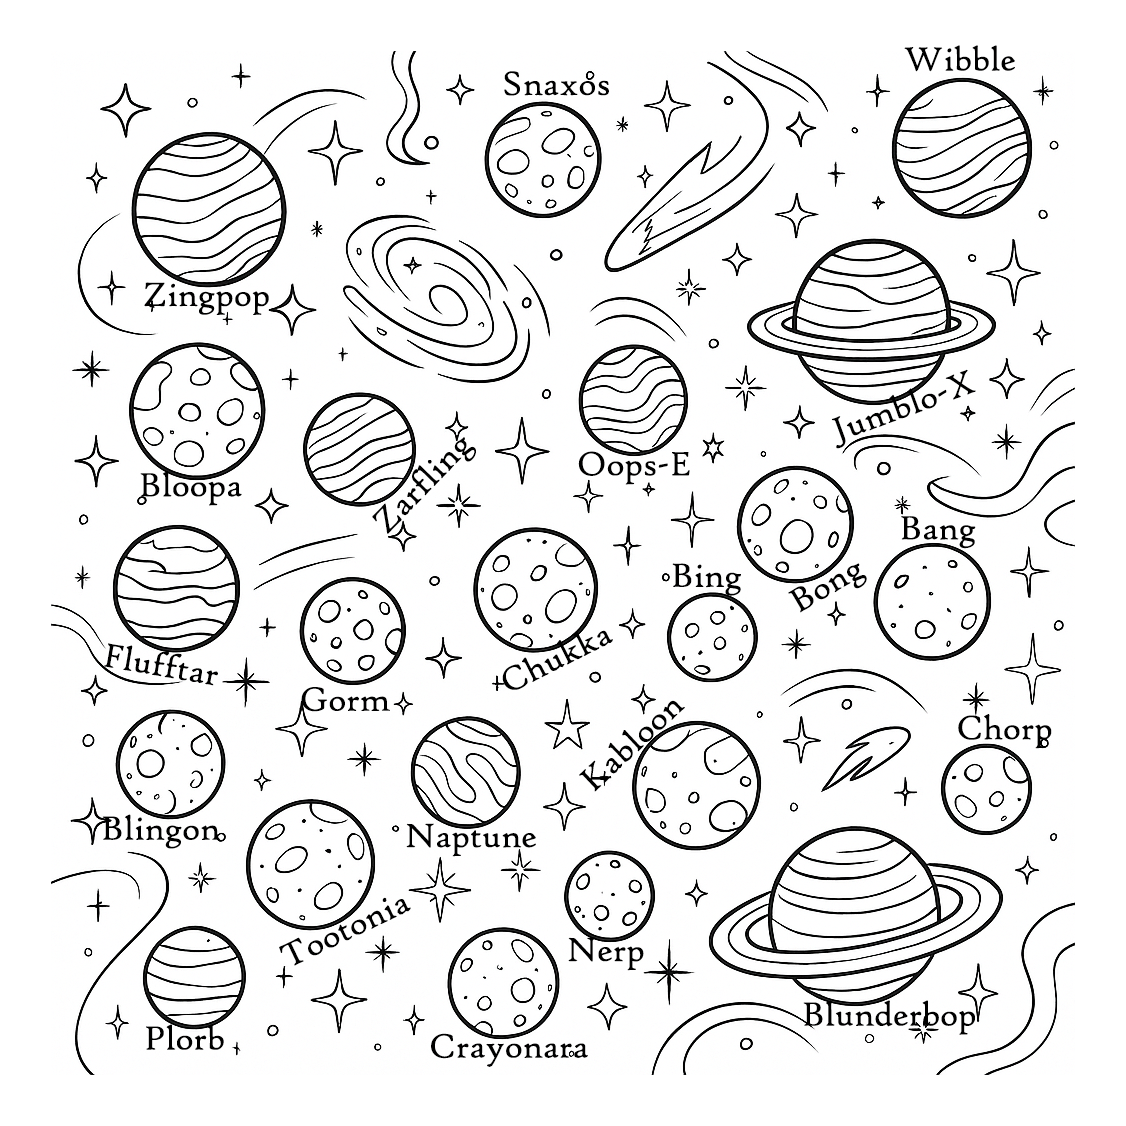 Wibble
Snaxos
Zingpop
Jumblo-X
Bloopa
Zarfling
Oops-E
Bang
Bing
Bong
Flufftar
Chukka
Gorm
Kabloon
Chorp
Blingon
Naptune
Tootonia
Nerp
Blunderbop
Plorb
Crayonara